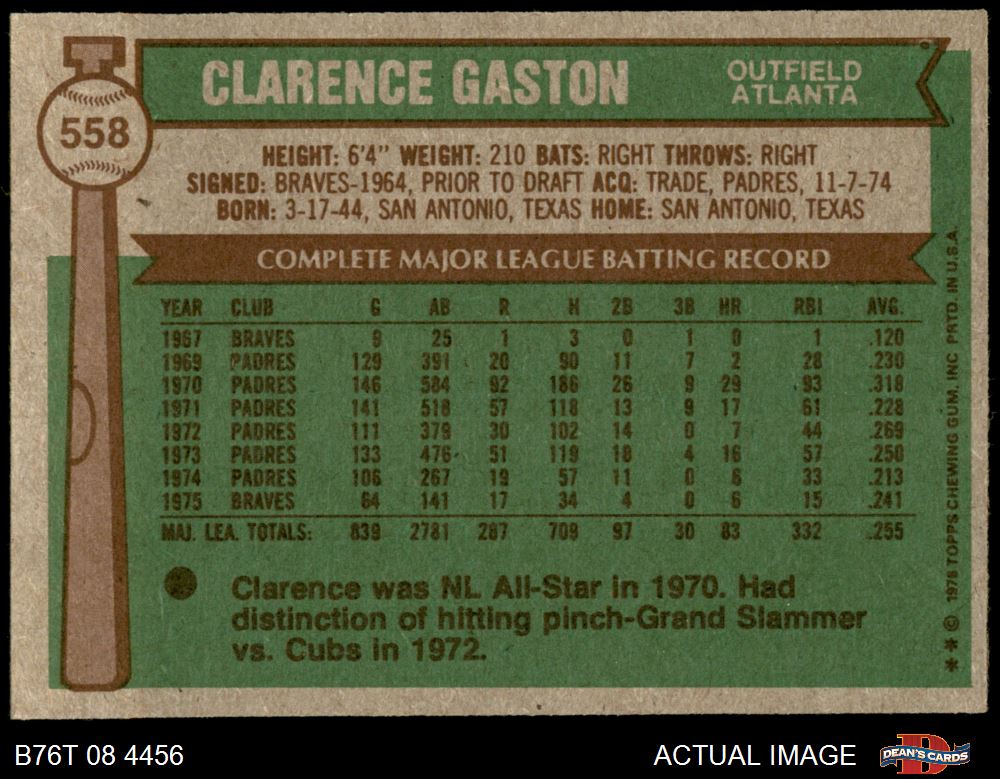 558
CLARENCE GASTON
OUTFIELD
ATLANTA
HEIGHT: 6'4" WEIGHT: 210 BATS: RIGHT THROWS: RIGHT
SIGNED: BRAVES-1964, PRIOR TO DRAFT ACQ: TRADE, PADRES, 11-7-74
BORN: 3-17-44, SAN ANTONIO, TEXAS HOME: SAN ANTONIO, TEXAS
COMPLETE MAJOR LEAGUE BATTING RECORD
YEAR CLUB G AB R H 2B 3B HR RBI AVG.
1967 BRAVES 9 25 1 3 0 1 0 1 .120
1969 PADRES 129 391 20 90 11 7 2 28 .230
1970 PADRES 146 584 92 186 26 9 29 93 .318
1971 PADRES 141 518 57 118 13 9 17 61 .228
1972 PADRES 111 379 30 102 14 0 7 44 .269
1973 PADRES 133 476 51 119 18 4 16 57 .250
1974 PADRES 106 267 19 57 11 0 6 33 .213
1975 BRAVES 64 141 17 34 4 0 6 15 .241
MAJ. LEA. TOTALS: 839 2781 287 709 97 30 83 332 .255
Clarence was NL All-Star in 1970. Had
distinction of hitting pinch-Grand Slammer
vs. Cubs in 1972.
** © 1976 TOPPS CHEWING GUM, INC PRTD. IN U.S.A.
B76T 08 4456
ACTUAL IMAGE
DEAN'S CARDS